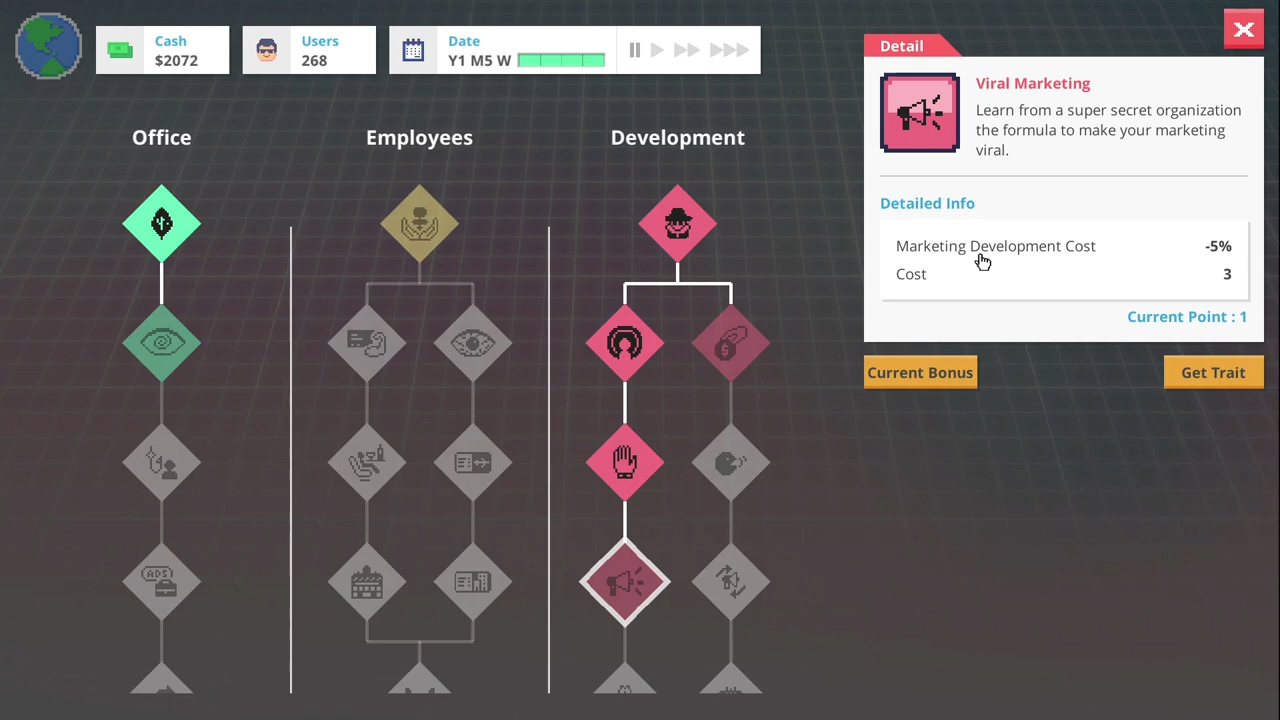 Cash
$2072
Users
268
Date
Y1 M5 W
Detail
Viral Marketing
Learn from a super secret organization
the formula to make your marketing
viral.
Detailed Info
Marketing Development Cost -5%
Cost 3
Current Point : 1
Current Bonus
Get Trait
Office
Employees
Development
ADS